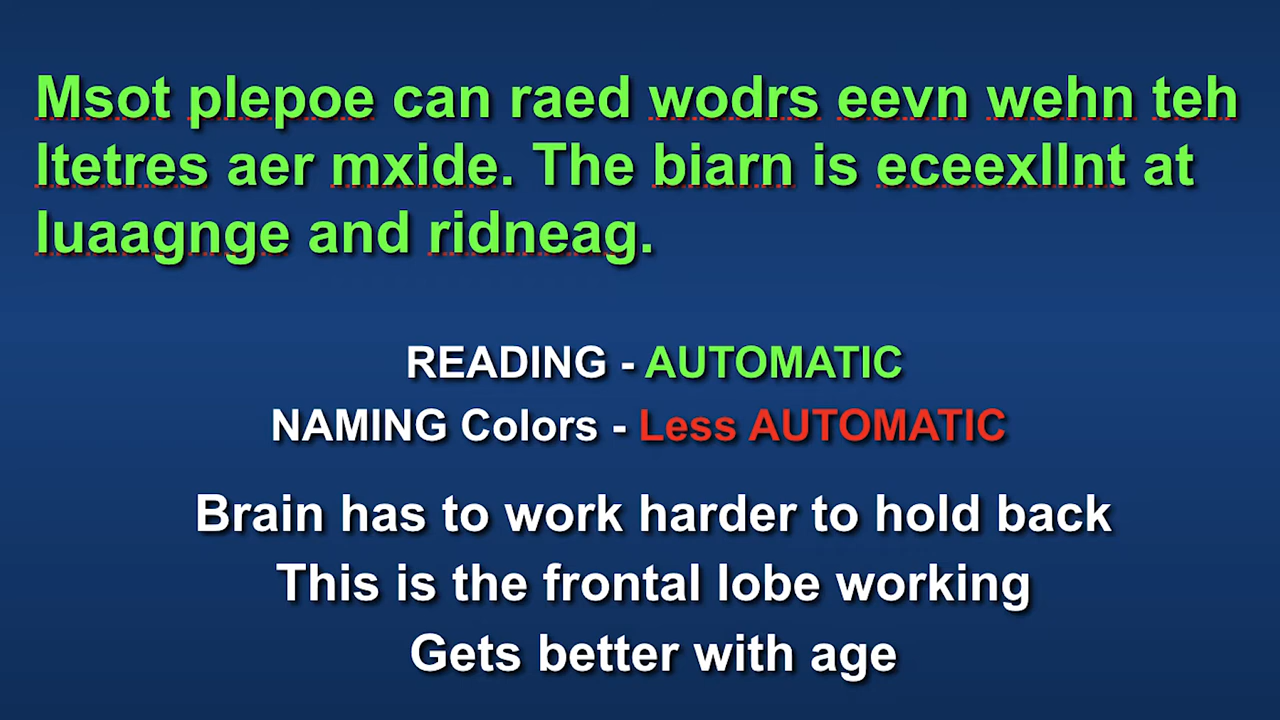 Msot plepoe can raed wodrs eevn wehn teh
ltetres aer mxide. The biarn is eceexllnt at
luaagnge and ridneag.
READING - AUTOMATIC
NAMING Colors - Less AUTOMATIC
Brain has to work harder to hold back
This is the frontal lobe working
Gets better with age